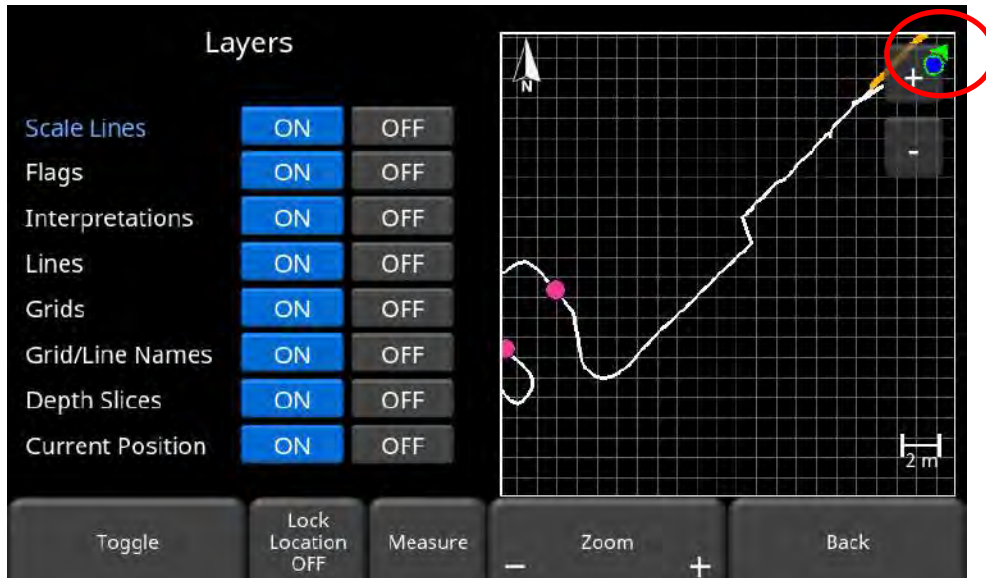 Layers
Scale Lines ON OFF
Flags ON OFF
Interpretations ON OFF
Lines ON OFF
Grids ON OFF
Grid/Line Names ON OFF
Depth Slices ON OFF
Current Position ON OFF
N
+
-
2 m
Toggle
Lock
Location
OFF
Measure
− Zoom +
Back